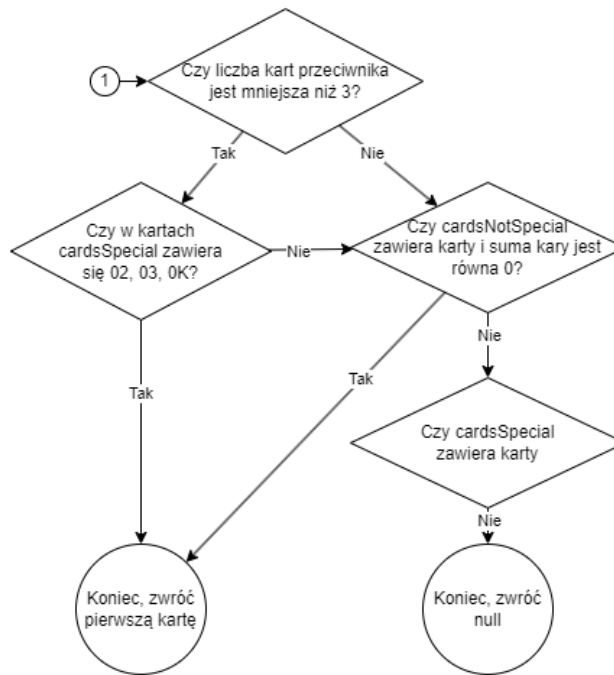 Czy liczba kart przeciwnika
jest mniejsza niż 3?
1
Tak
Nie
Czy w kartach
cardsSpecial zawiera
się 02, 03, 0K?
Nie
Czy cardsNotSpecial
zawiera karty i suma kary jest
równa 0?
Nie
Tak
Tak
Czy cardsSpecial
zawiera karty
Nie
Koniec, zwróć
pierwszą kartę
Koniec, zwróć
null